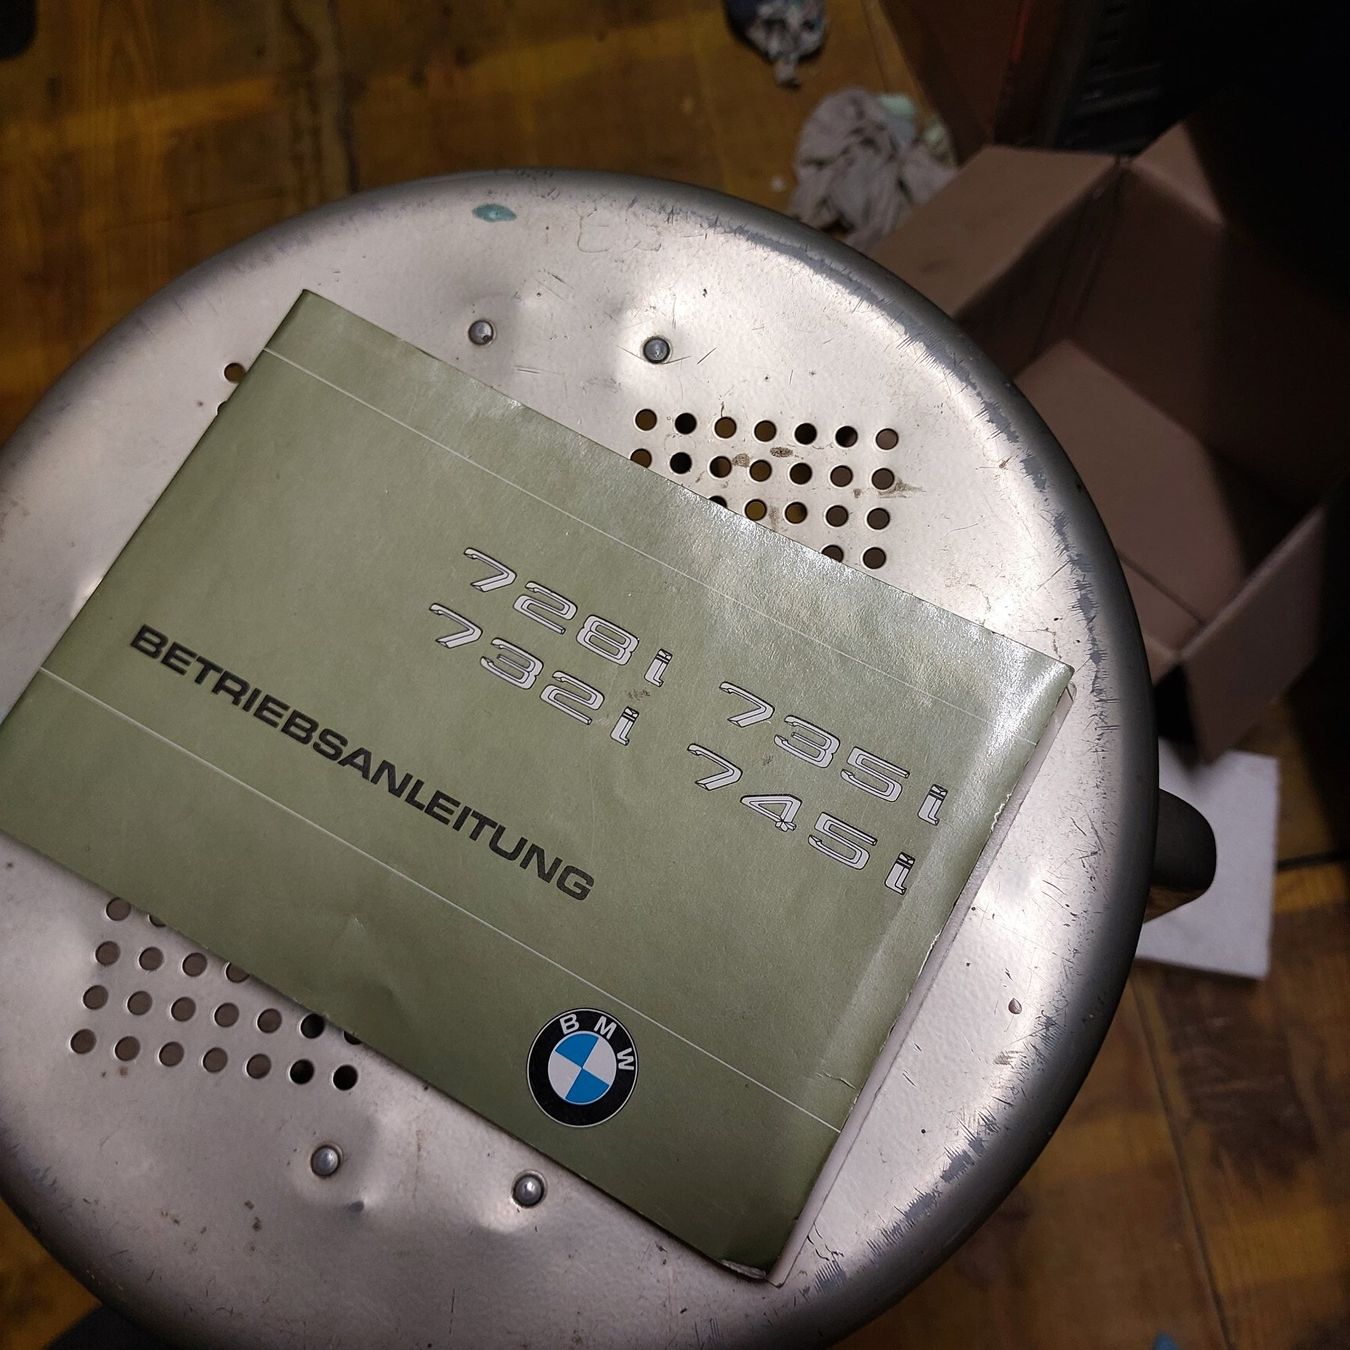 728i 735i
732i 745i
BETRIEBSANLEITUNG
BMW